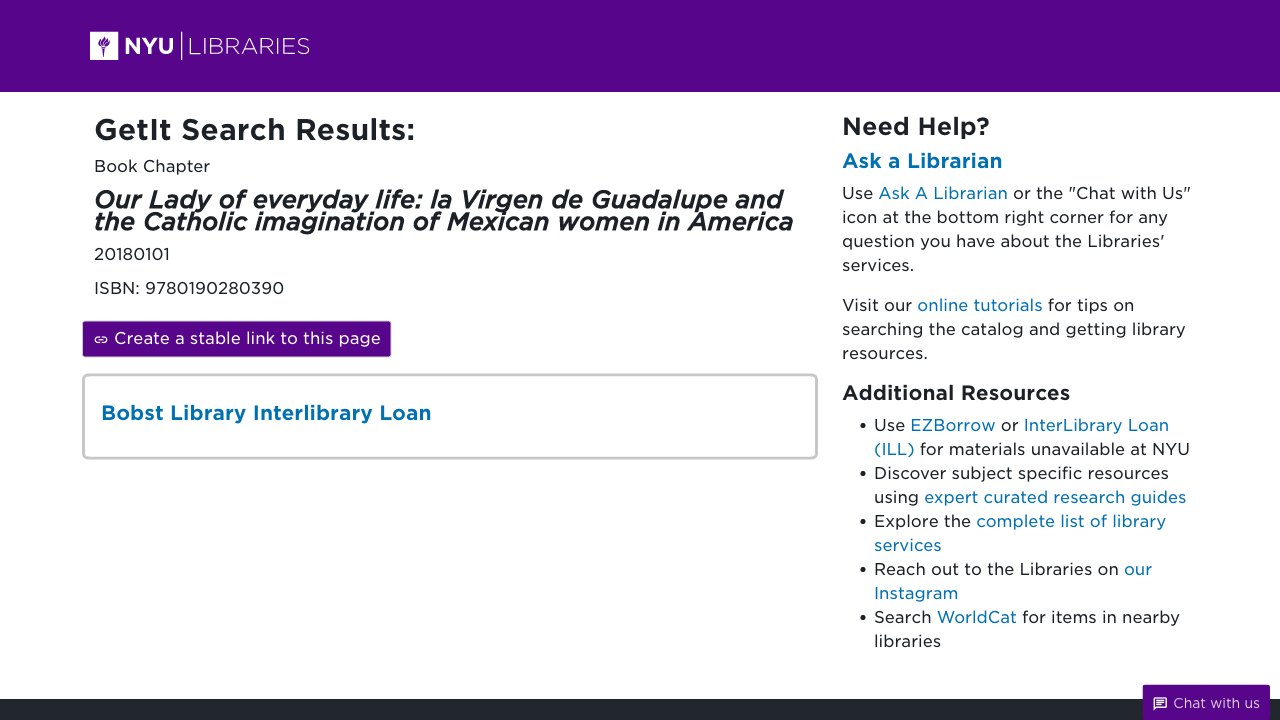 NYU LIBRARIES
GetIt Search Results:
Book Chapter
Our Lady of everyday life: la Virgen de Guadalupe and
the Catholic imagination of Mexican women in America
20180101
ISBN: 9780190280390
Create a stable link to this page
Bobst Library Interlibrary Loan
Need Help?
Ask a Librarian
Use Ask A Librarian or the "Chat with Us"
icon at the bottom right corner for any
question you have about the Libraries'
services.
Visit our online tutorials for tips on
searching the catalog and getting library
resources.
Additional Resources
• Use EZBorrow or InterLibrary Loan
(ILL) for materials unavailable at NYU
• Discover subject specific resources
using expert curated research guides
• Explore the complete list of library
services
• Reach out to the Libraries on our
Instagram
• Search WorldCat for items in nearby
libraries
Chat with us